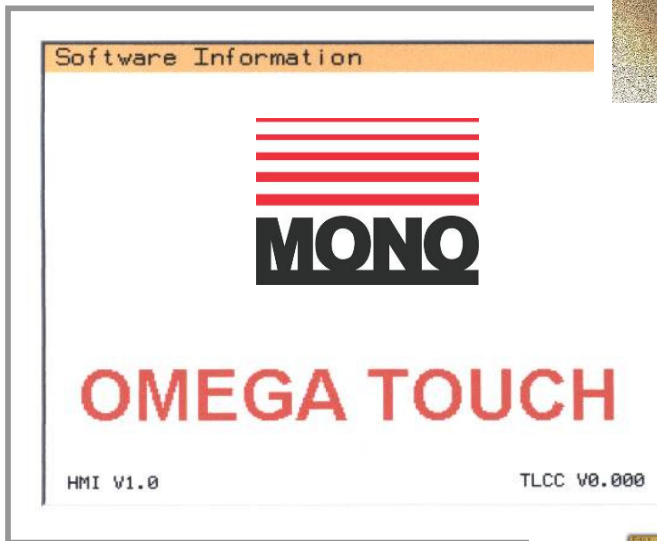 Software Information
MONO
OMEGA TOUCH
HMI V1.0
TLCC V0.000